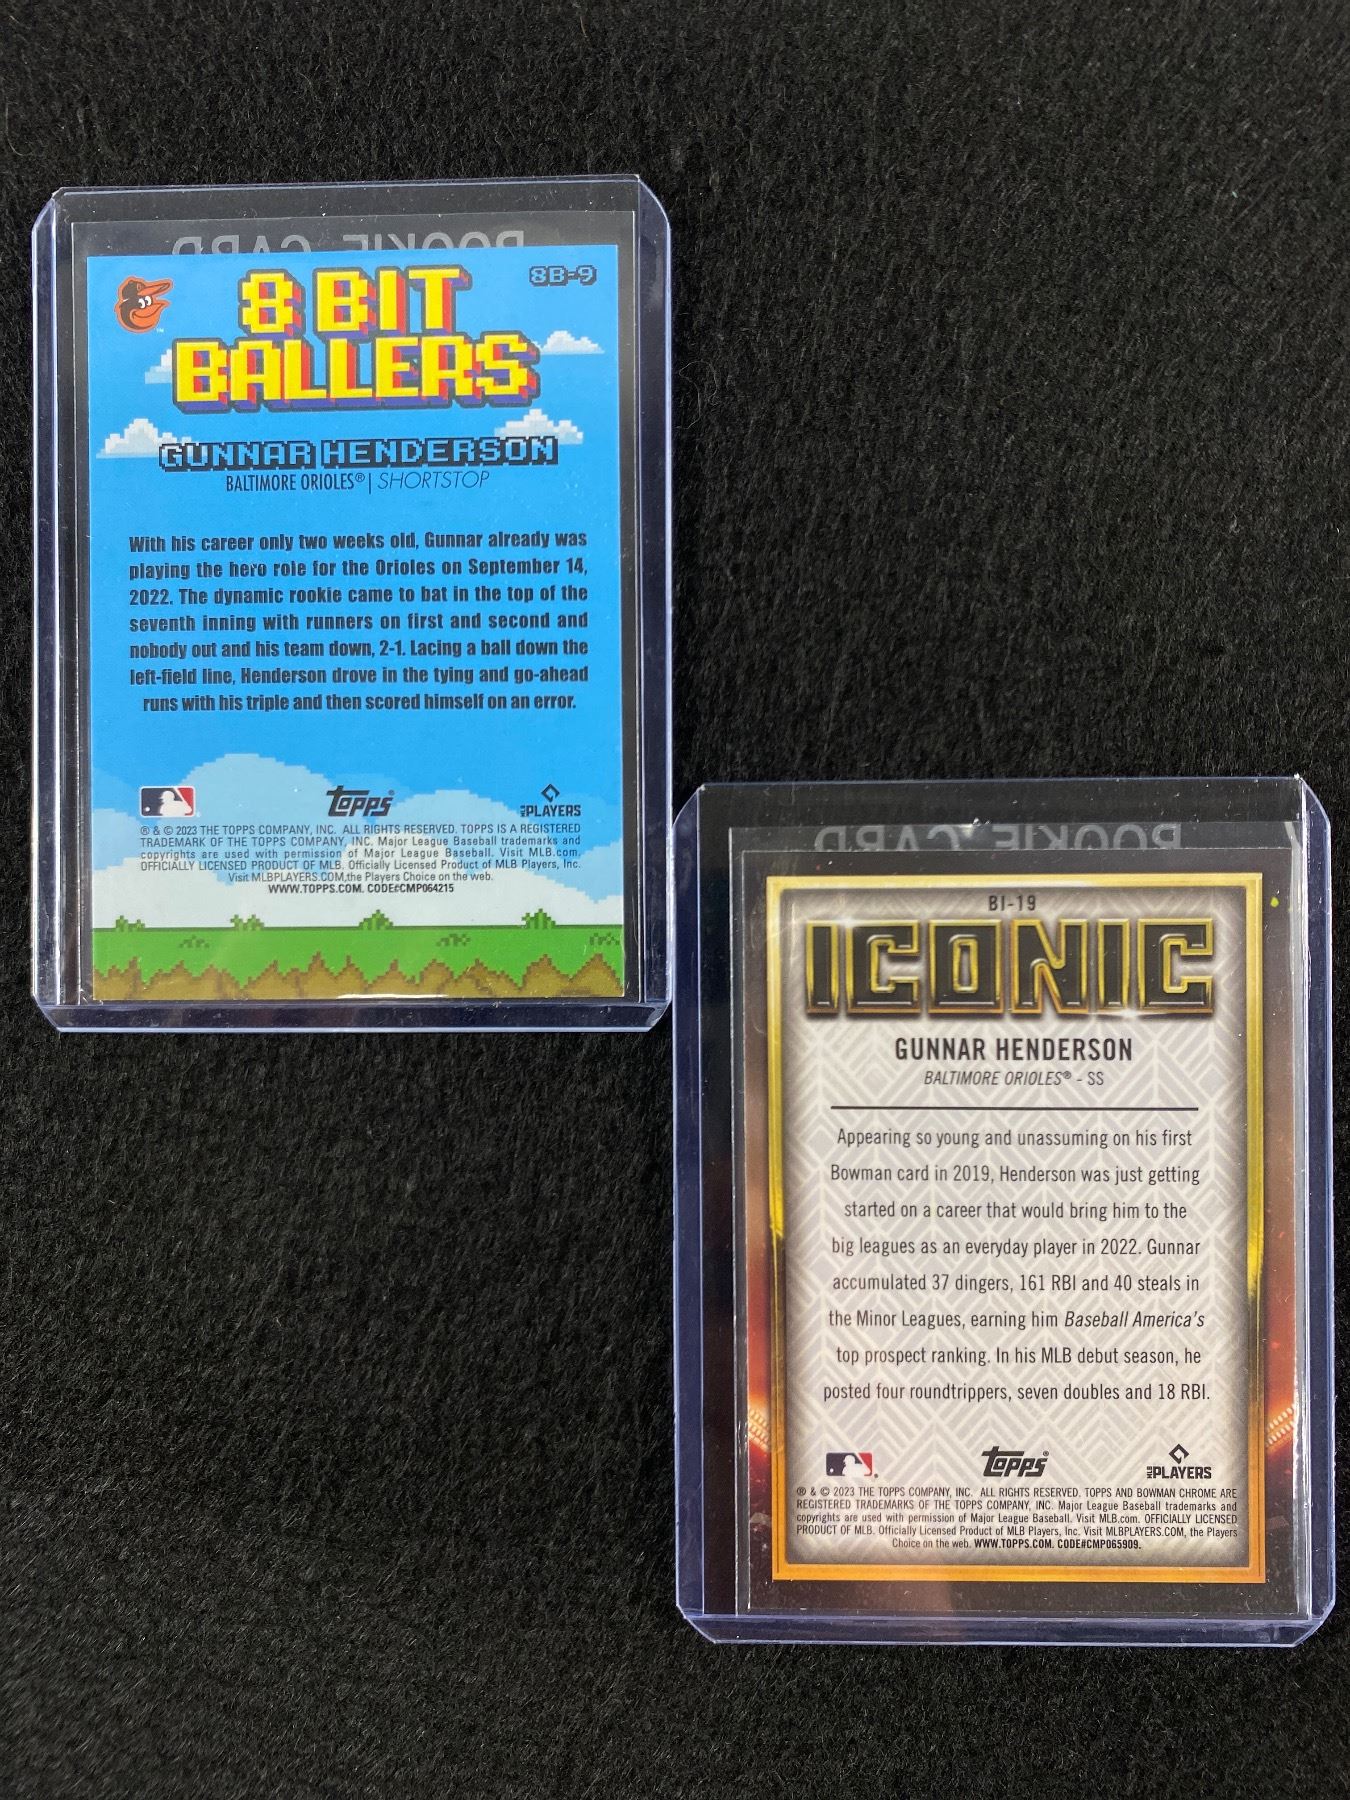 ROOKIE CARD
8B-9
8 BIT
BALLERS
GUNNAR HENDERSON
BALTIMORE ORIOLES® | SHORTSTOP
With his career only two weeks old, Gunnar already was
playing the hero role for the Orioles on September 14,
2022. The dynamic rookie came to bat in the top of the
seventh inning with runners on first and second and
nobody out and his team down, 2-1. Lacing a ball down the
left-field line, Henderson drove in the tying and go-ahead
runs with his triple and then scored himself on an error.
Topps MLB PLAYERS
® & © 2023 THE TOPPS COMPANY, INC. ALL RIGHTS RESERVED. TOPPS IS A REGISTERED
TRADEMARK OF THE TOPPS COMPANY, INC. Major League Baseball trademarks and
copyrights are used with permission of Major League Baseball. Visit MLB.com.
OFFICIALLY LICENSED PRODUCT OF MLB. Officially Licensed Product of MLB Players, Inc.
Visit MLBPLAYERS.COM,the Players Choice on the web.
WWW.TOPPS.COM. CODE#CMP064215
ROOKIE CARD
BI-19
ICONIC
GUNNAR HENDERSON
BALTIMORE ORIOLES® - SS
Appearing so young and unassuming on his first
Bowman card in 2019, Henderson was just getting
started on a career that would bring him to the
big leagues as an everyday player in 2022. Gunnar
accumulated 37 dingers, 161 RBI and 40 steals in
the Minor Leagues, earning him Baseball America's
top prospect ranking. In his MLB debut season, he
posted four roundtrippers, seven doubles and 18 RBI.
Topps® MLB PLAYERS
® & © 2023 THE TOPPS COMPANY, INC. ALL RIGHTS RESERVED. TOPPS AND BOWMAN CHROME ARE
REGISTERED TRADEMARKS OF THE TOPPS COMPANY, INC. Major League Baseball trademarks and
copyrights are used with permission of Major League Baseball. Visit MLB.com. OFFICIALLY LICENSED
PRODUCT OF MLB. Officially Licensed Product of MLB Players, Inc. Visit MLBPLAYERS.COM, the Players
Choice on the web. WWW.TOPPS.COM. CODE#CMP065909.